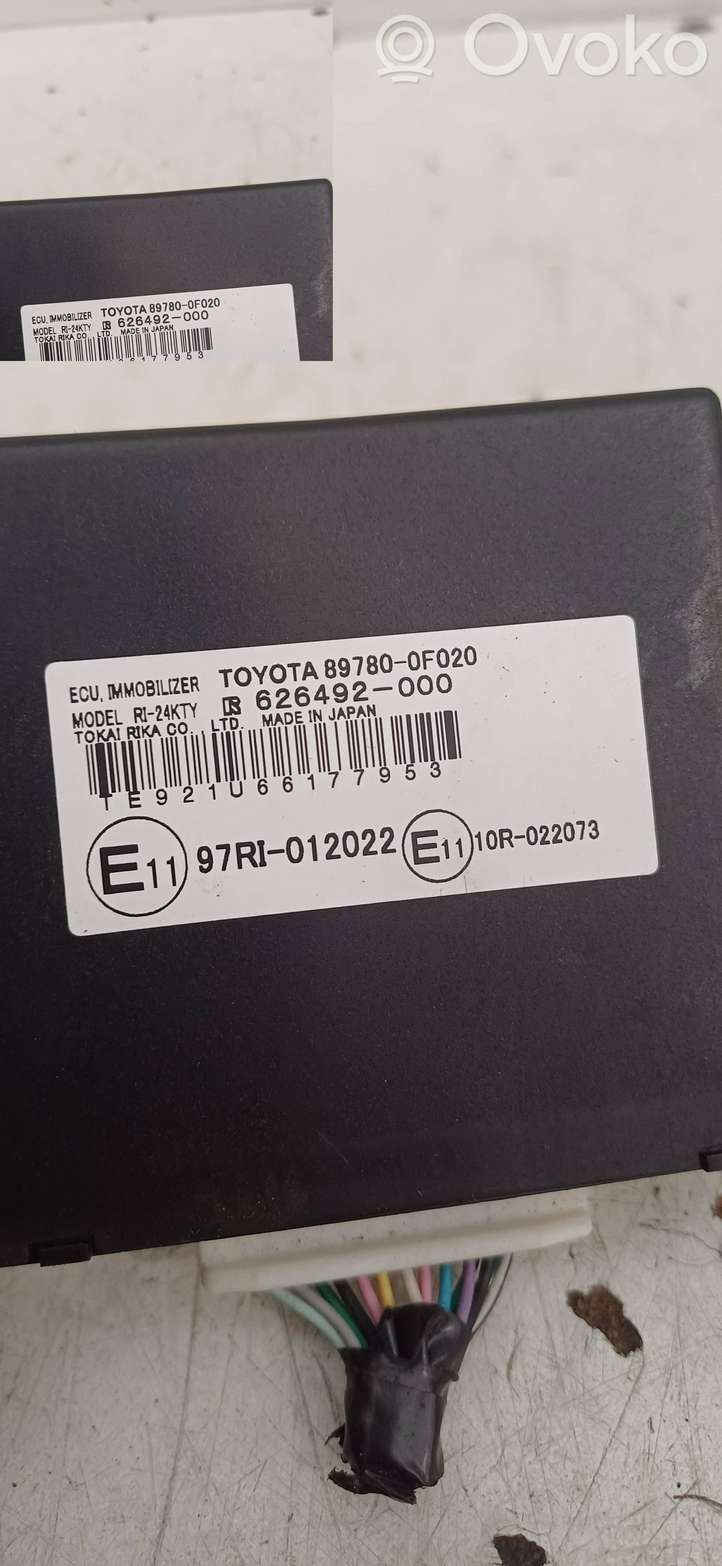 Ovoko
ECU, IMMOBILIZER TOYOTA 89780-0F020
MODEL RI-24KTY 626492-000
TOKAI RIKA CO., LTD. MADE IN JAPAN
66177953
ECU, IMMOBILIZER TOYOTA 89780-0F020
MODEL RI-24KTY 626492-000
TOKAI RIKA CO., LTD. MADE IN JAPAN
TE921U66177953
E11 97RI-012022 E11 10R-022073